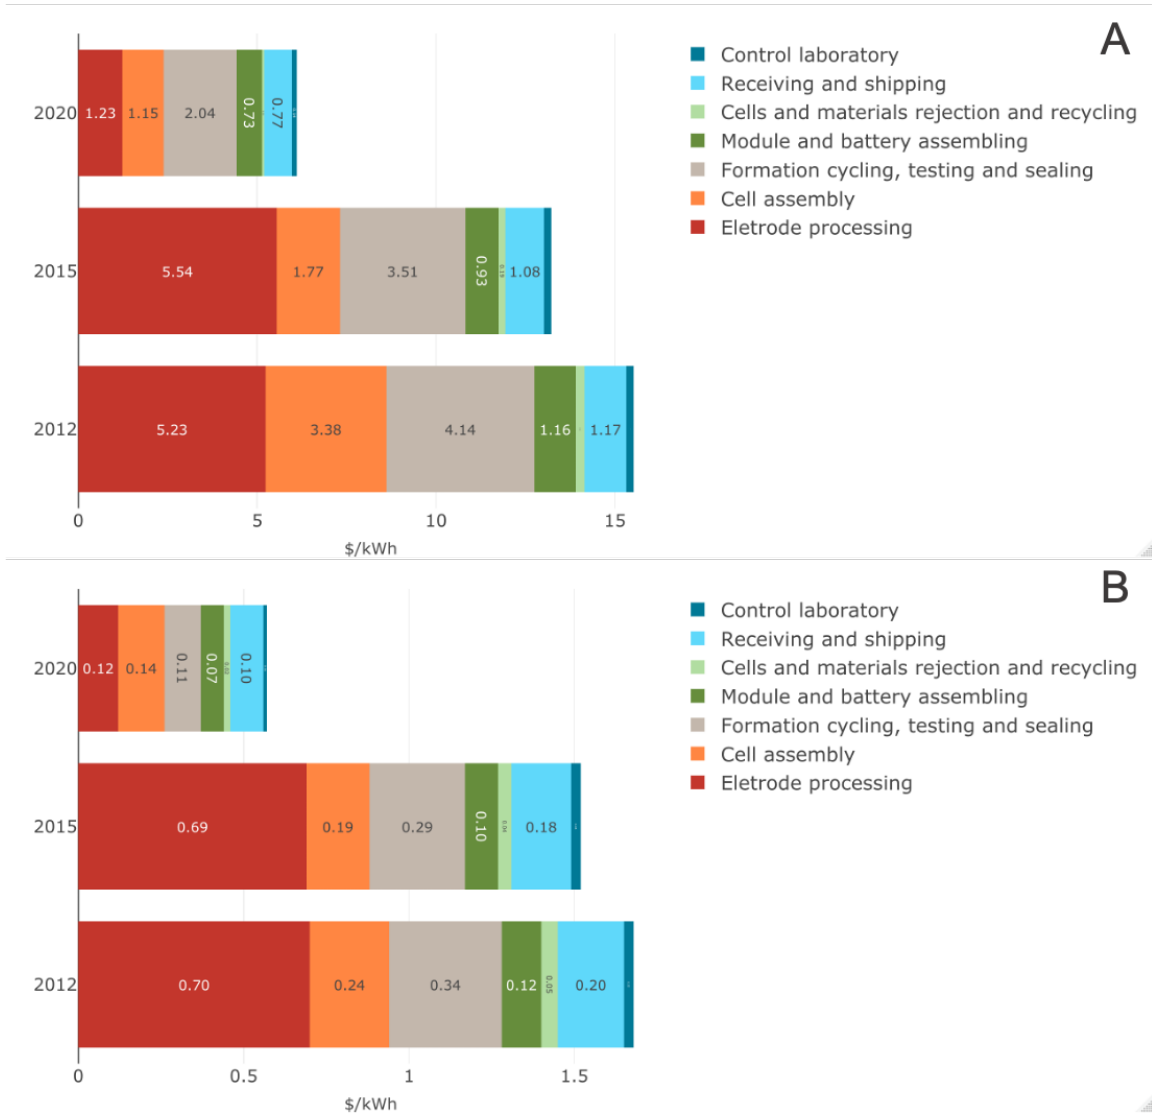 A
Control laboratory
Receiving and shipping
Cells and materials rejection and recycling
Module and battery assembling
Formation cycling, testing and sealing
Cell assembly
Eletrode processing
2020 1.23 1.15 2.04 0.73 0.77
2015 5.54 1.77 3.51 0.93 1.08
2012 5.23 3.38 4.14 1.16 1.17
0 5 10 15
$/kWh
B
Control laboratory
Receiving and shipping
Cells and materials rejection and recycling
Module and battery assembling
Formation cycling, testing and sealing
Cell assembly
Eletrode processing
2020 0.12 0.14 0.11 0.07 0.10
2015 0.69 0.19 0.29 0.10 0.04 0.18
2012 0.70 0.24 0.34 0.12 0.05 0.20
0 0.5 1 1.5
$/kWh